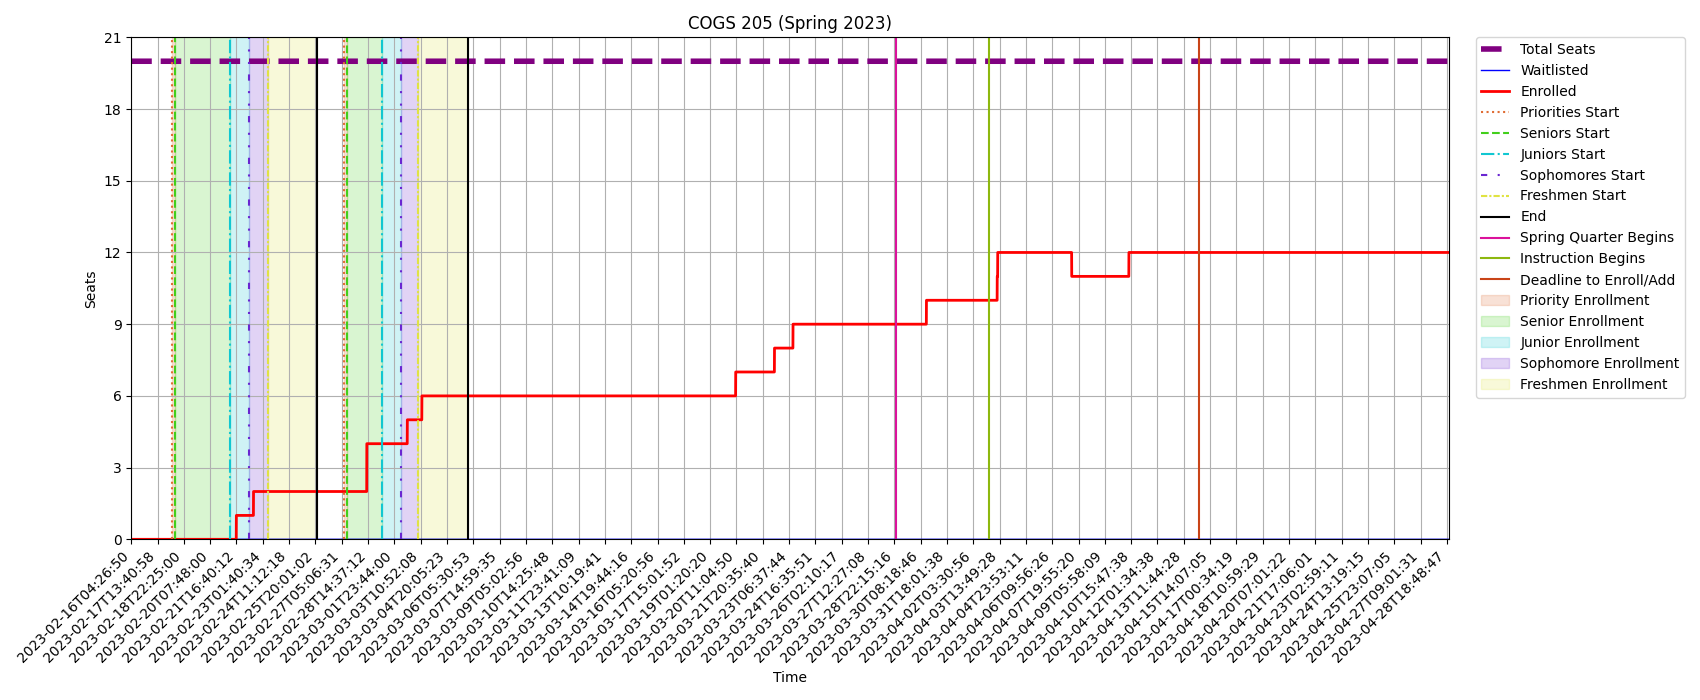 COGS 205 (Spring 2023)
21
18
15
12
9
6
3
0
Seats
2023-02-16T04:26:50
2023-02-17T13:40:58
2023-02-18T22:25:00
2023-02-20T07:48:00
2023-02-21T16:40:12
2023-02-23T01:40:34
2023-02-24T11:12:18
2023-02-25T20:01:02
2023-02-27T05:06:31
2023-02-28T14:37:12
2023-03-01T23:44:00
2023-03-03T10:52:08
2023-03-04T20:05:23
2023-03-06T05:30:53
2023-03-07T14:59:35
2023-03-09T05:02:56
2023-03-10T14:25:48
2023-03-11T23:41:09
2023-03-13T10:19:41
2023-03-14T19:44:16
2023-03-16T05:20:56
2023-03-17T15:01:52
2023-03-19T01:20:20
2023-03-20T11:04:50
2023-03-21T20:35:40
2023-03-23T06:37:44
2023-03-24T16:35:51
2023-03-26T02:10:17
2023-03-27T12:27:08
2023-03-28T22:15:16
2023-03-30T08:18:46
2023-03-31T18:01:38
2023-04-02T03:30:56
2023-04-03T13:49:28
2023-04-04T23:53:11
2023-04-06T09:56:26
2023-04-07T19:55:20
2023-04-09T05:58:09
2023-04-10T15:47:38
2023-04-12T01:34:38
2023-04-13T11:44:28
2023-04-15T14:07:05
2023-04-17T00:34:19
2023-04-18T10:59:29
2023-04-20T07:01:22
2023-04-21T17:06:01
2023-04-23T02:59:11
2023-04-24T13:19:15
2023-04-25T23:07:05
2023-04-27T09:01:31
2023-04-28T18:48:47
Time
Total Seats
Waitlisted
Enrolled
Priorities Start
Seniors Start
Juniors Start
Sophomores Start
Freshmen Start
End
Spring Quarter Begins
Instruction Begins
Deadline to Enroll/Add
Priority Enrollment
Senior Enrollment
Junior Enrollment
Sophomore Enrollment
Freshmen Enrollment